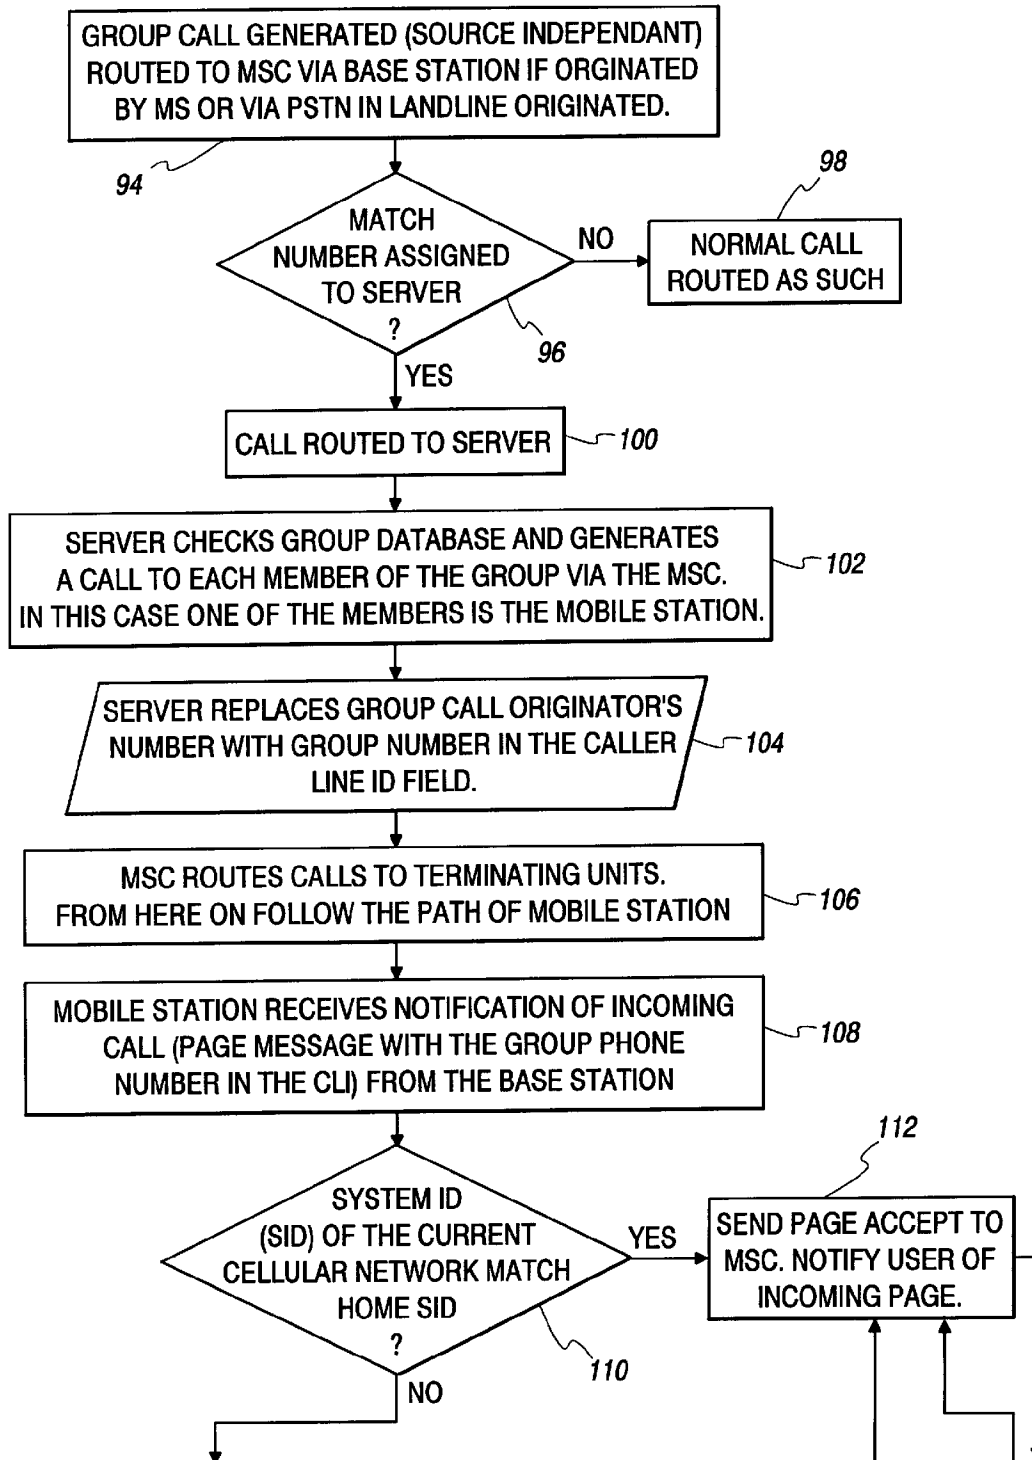 GROUP CALL GENERATED (SOURCE INDEPENDANT)
ROUTED TO MSC VIA BASE STATION IF ORGINATED
BY MS OR VIA PSTN IN LANDLINE ORIGINATED.
94
98
MATCH
NUMBER ASSIGNED
TO SERVER
?
NO
NORMAL CALL
ROUTED AS SUCH
96
YES
CALL ROUTED TO SERVER
100
SERVER CHECKS GROUP DATABASE AND GENERATES
A CALL TO EACH MEMBER OF THE GROUP VIA THE MSC.
IN THIS CASE ONE OF THE MEMBERS IS THE MOBILE STATION.
102
SERVER REPLACES GROUP CALL ORIGINATOR'S
NUMBER WITH GROUP NUMBER IN THE CALLER
LINE ID FIELD.
104
MSC ROUTES CALLS TO TERMINATING UNITS.
FROM HERE ON FOLLOW THE PATH OF MOBILE STATION
106
MOBILE STATION RECEIVES NOTIFICATION OF INCOMING
CALL (PAGE MESSAGE WITH THE GROUP PHONE
NUMBER IN THE CLI) FROM THE BASE STATION
108
112
SYSTEM ID
(SID) OF THE CURRENT
CELLULAR NETWORK MATCH
HOME SID
?
YES
SEND PAGE ACCEPT TO
MSC. NOTIFY USER OF
INCOMING PAGE.
110
NO